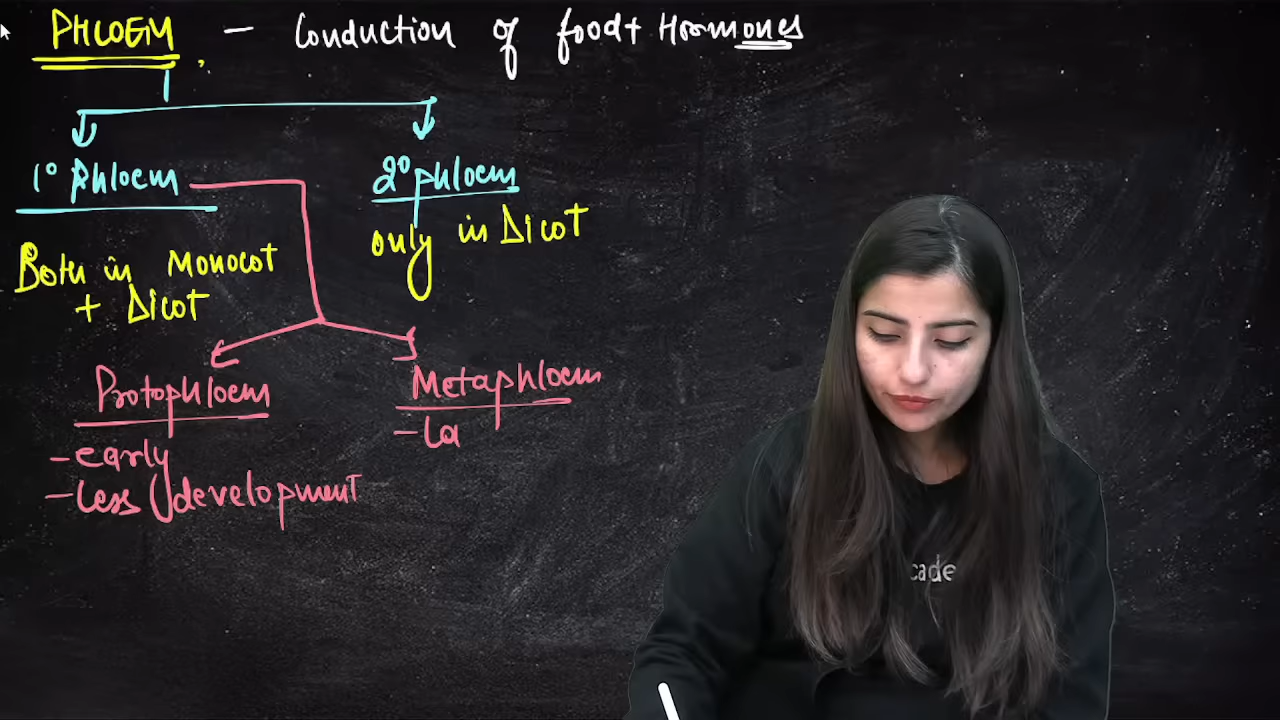 PHLOEM - Conduction of food + Hormones
1° Phloem
2° phloem
Both in Monocot
+ Dicot
only in Dicot
Protophloem
- early
- less development
Metaphloem
- La
cade